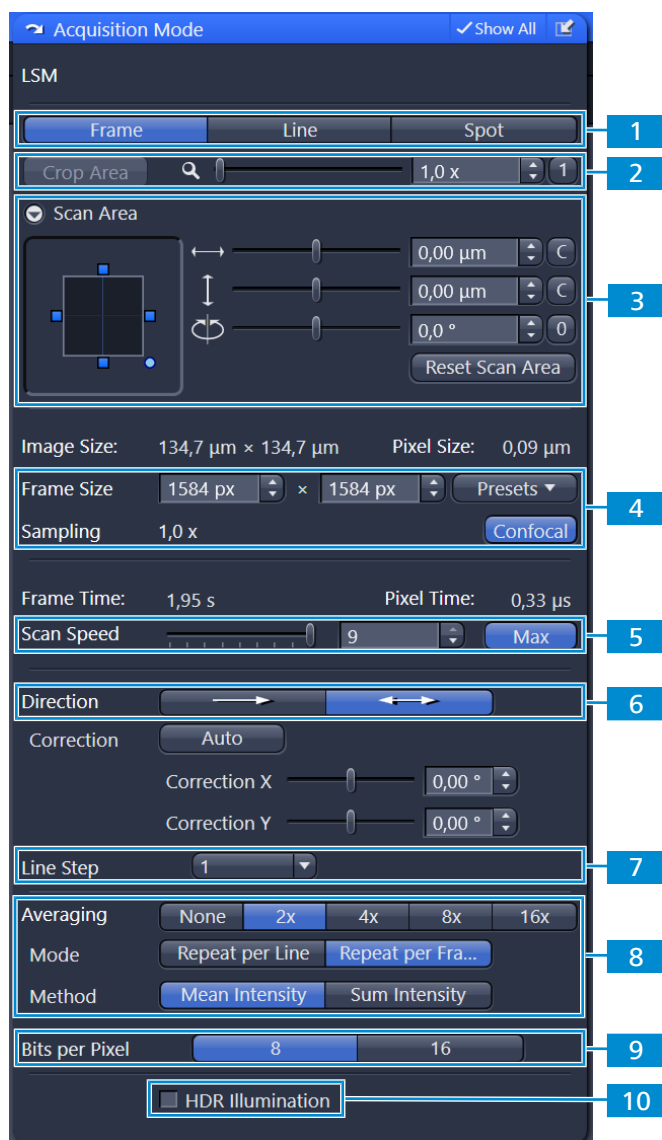 Acquisition Mode Show All
LSM
Frame Line Spot 1
Crop Area 1,0 x 1 2
Scan Area
0,00 µm C
0,00 µm C 3
0,0 ° 0
Reset Scan Area
Image Size: 134,7 µm × 134,7 µm Pixel Size: 0,09 µm
Frame Size 1584 px × 1584 px Presets 4
Sampling 1,0 x Confocal
Frame Time: 1,95 s Pixel Time: 0,33 µs
Scan Speed 9 Max 5
Direction 6
Correction Auto
Correction X 0,00 °
Correction Y 0,00 °
Line Step 1 7
Averaging None 2x 4x 8x 16x
Mode Repeat per Line Repeat per Fra... 8
Method Mean Intensity Sum Intensity
Bits per Pixel 8 16 9
HDR Illumination 10